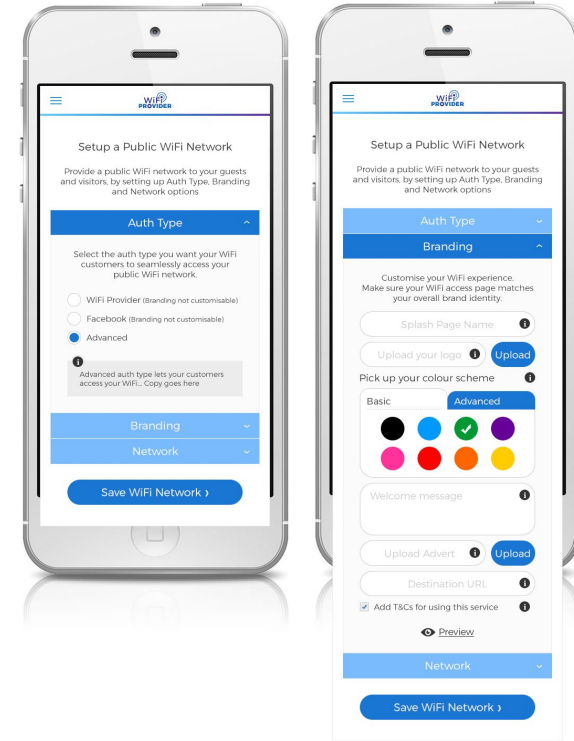 WiFi
PROVIDER
Setup a Public WiFi Network
Provide a public WiFi network to your guests
and visitors, by setting up Auth Type, Branding
and Network options
Auth Type
Select the auth type you want your WiFi
customers to seamlessly access your
public WiFi network.
WiFi Provider (Branding not customisable)
Facebook (Branding not customisable)
Advanced
i
Advanced auth type lets your customers
access your WiFi... Copy goes here
Branding
Network
Save WiFi Network ›
WiFi
PROVIDER
Setup a Public WiFi Network
Provide a public WiFi network to your guests
and visitors, by setting up Auth Type, Branding
and Network options
Auth Type
Branding
Customise your WiFi experience.
Make sure your WiFi access page matches
your overall brand identity.
Splash Page Name i
Upload your logo i Upload
Pick up your colour scheme i
Basic Advanced
Welcome message i
Upload Advert i Upload
Destination URL i
Add T&Cs for using this service i
Preview
Network
Save WiFi Network ›